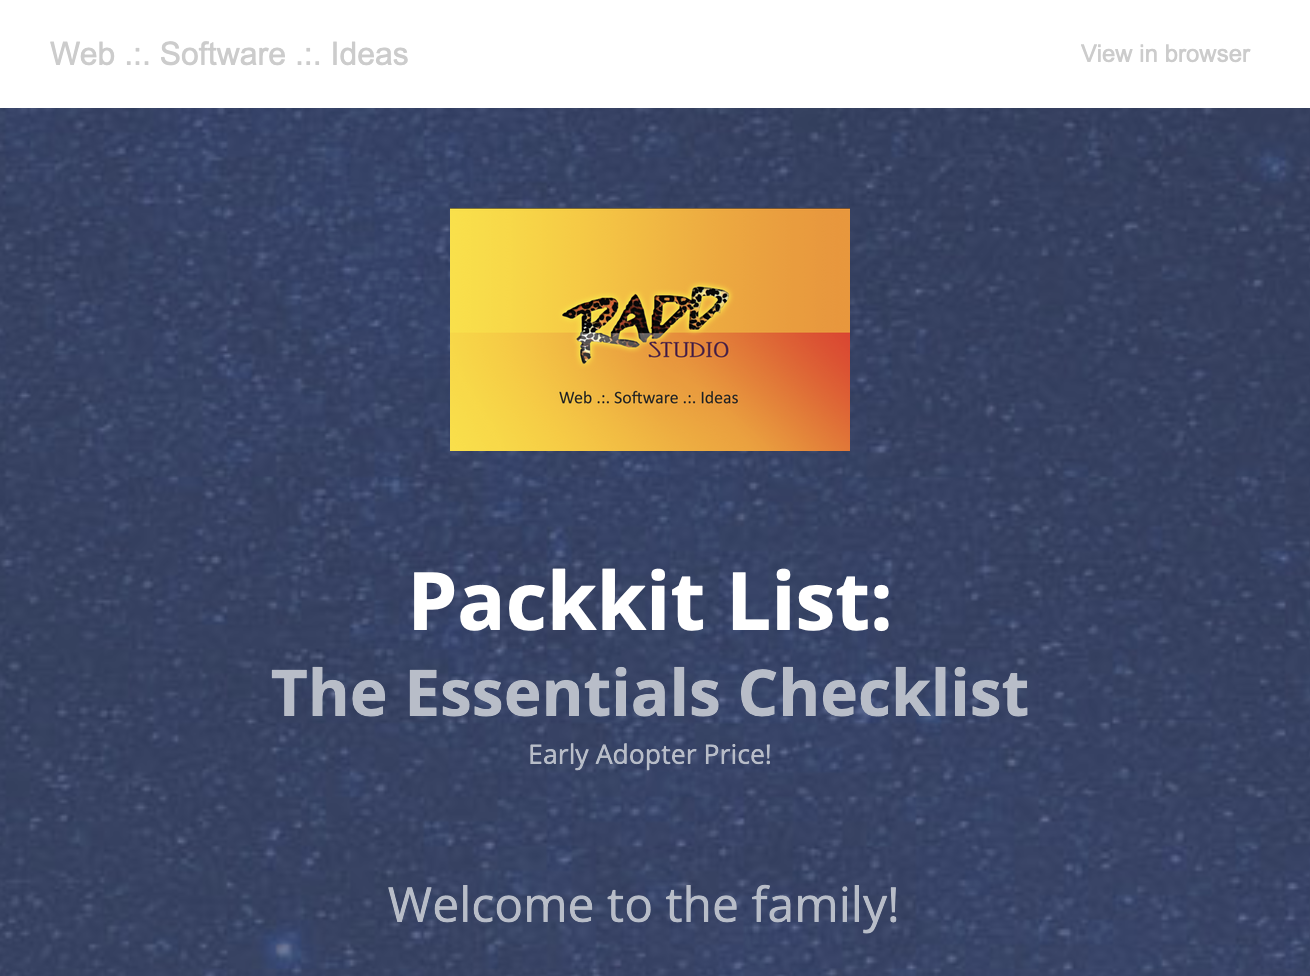 Web .:. Software .:. Ideas
View in browser
RADD
STUDIO
Web .:. Software .:. Ideas
Packkit List:
The Essentials Checklist
Early Adopter Price!
Welcome to the family!